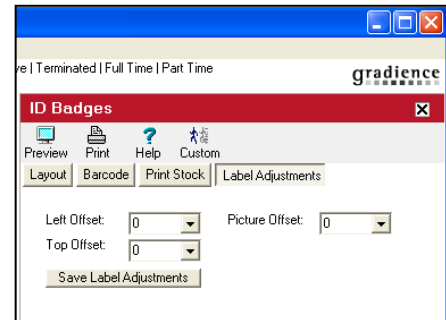 ve | Terminated | Full Time | Part Time
gradience
ID Badges
Preview Print Help Custom
Layout Barcode Print Stock Label Adjustments
Left Offset: 0 Picture Offset: 0
Top Offset: 0
Save Label Adjustments